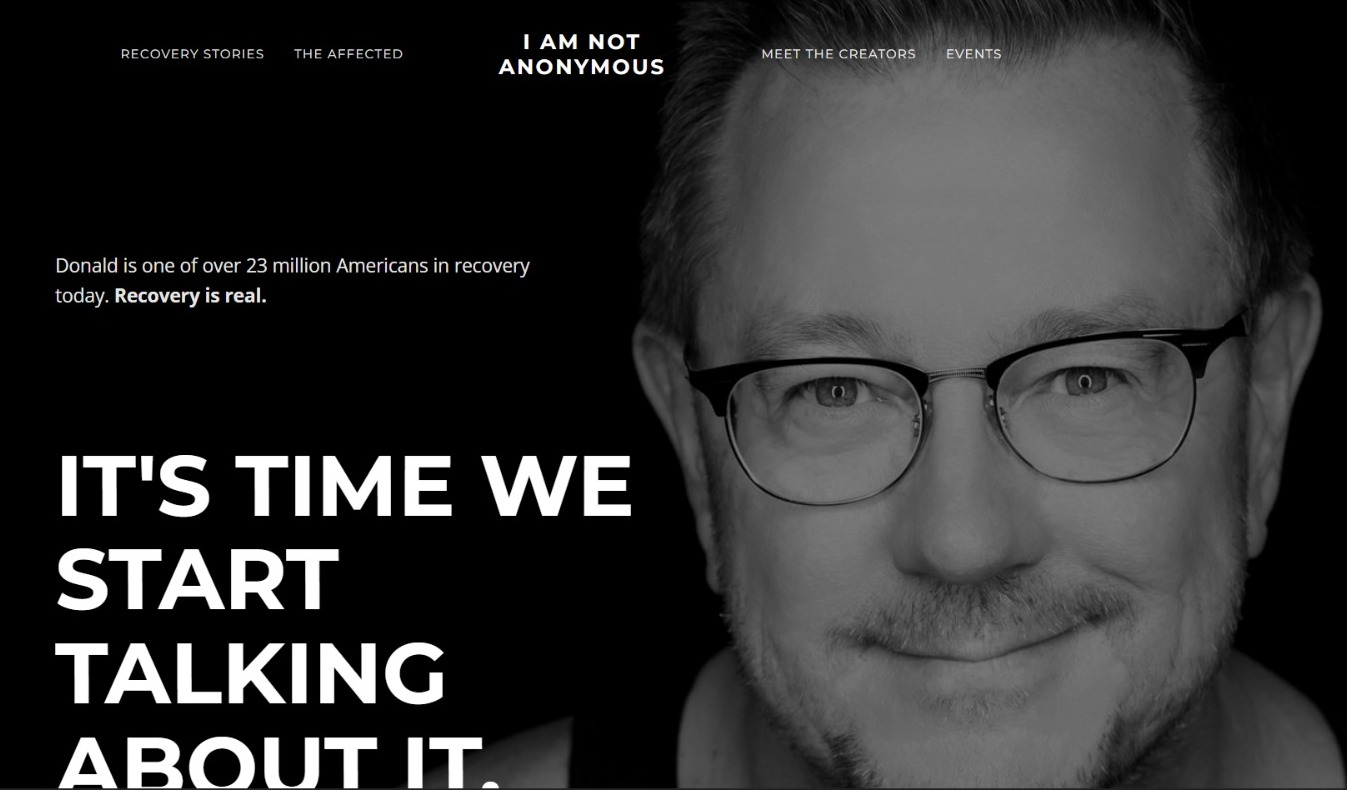 RECOVERY STORIES THE AFFECTED I AM NOT MEET THE CREATORS EVENTS
ANONYMOUS
Donald is one of over 23 million Americans in recovery
today. Recovery is real.
IT'S TIME WE
START
TALKING
ABOUT IT.